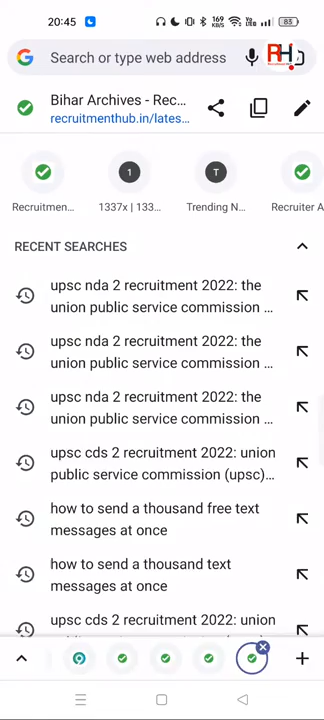 20:45
169
KB/S
83
Search or type web address
RH
Bihar Archives - Rec...
recruitmenthub.in/lates...
1
T
Recruitmen...
1337x | 133...
Trending N...
Recruiter A
RECENT SEARCHES
upsc nda 2 recruitment 2022: the
union public service commission ...
upsc nda 2 recruitment 2022: the
union public service commission ...
upsc nda 2 recruitment 2022: the
union public service commission ...
upsc cds 2 recruitment 2022: union
public service commission (upsc)...
how to send a thousand free text
messages at once
how to send a thousand text
messages at once
upsc cds 2 recruitment 2022: union